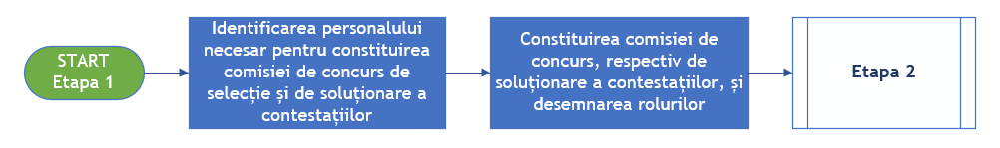 START
Etapa 1
Identificarea personalului
necesar pentru constituirea
comisiei de concurs de
selecție și de soluționare a
contestațiilor
Constituirea comisiei de
concurs, respectiv de
soluționare a contestațiilor, și
desemnarea rolurilor
Etapa 2